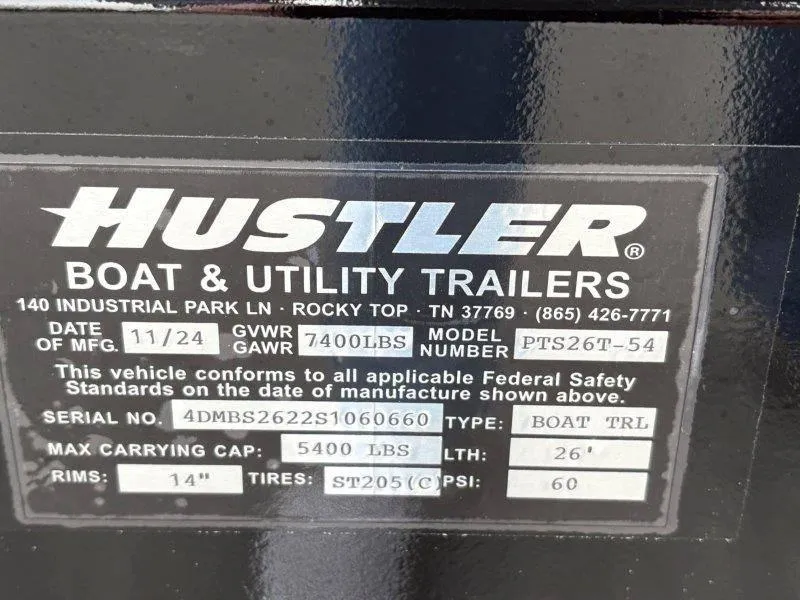 HUSTLER®
BOAT & UTILITY TRAILERS
140 INDUSTRIAL PARK LN · ROCKY TOP · TN 37769 · (865) 426-7771
DATE OF MFG. 11/24 GVWR GAWR 7400LBS MODEL NUMBER PTS26T-54
This vehicle conforms to all applicable Federal Safety
Standards on the date of manufacture shown above.
SERIAL NO. 4DMBS2622S1060660 TYPE: BOAT TRL
MAX CARRYING CAP: 5400 LBS LTH: 26'
RIMS: 14" TIRES: ST205(C) PSI: 60